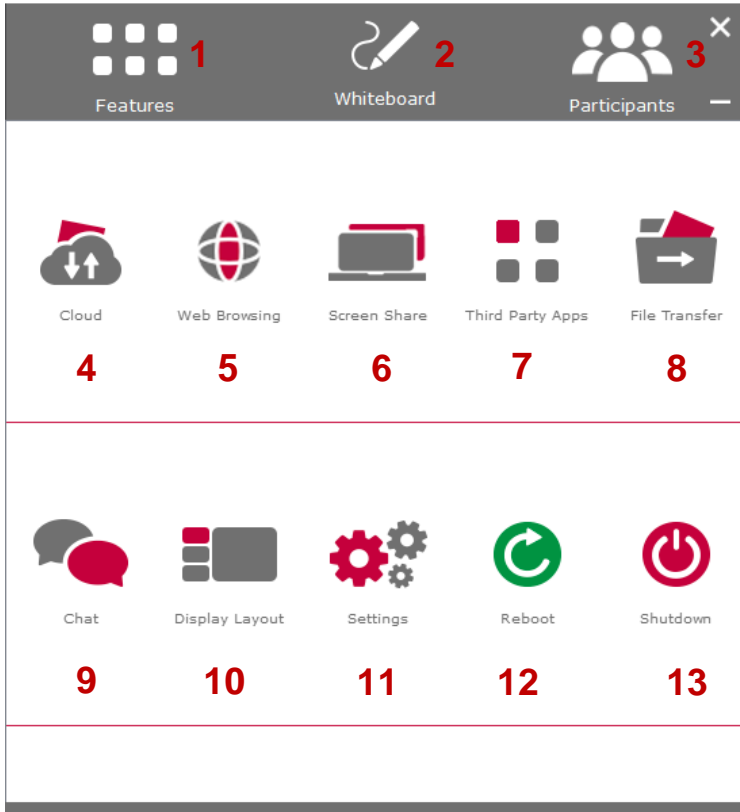 1 2 3
Features Whiteboard Participants
Cloud Web Browsing Screen Share Third Party Apps File Transfer
4 5 6 7 8
Chat Display Layout Settings Reboot Shutdown
9 10 11 12 13